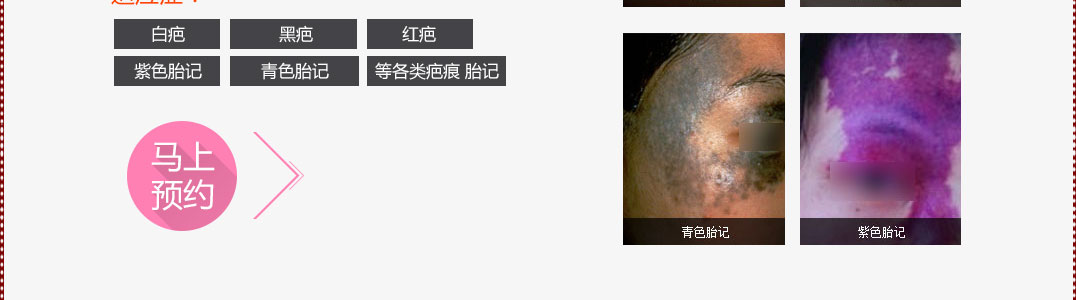 白疤 黑疤 红疤
紫色胎记 青色胎记 等各类疤痕 胎记
马上
预约
青色胎记 紫色胎记